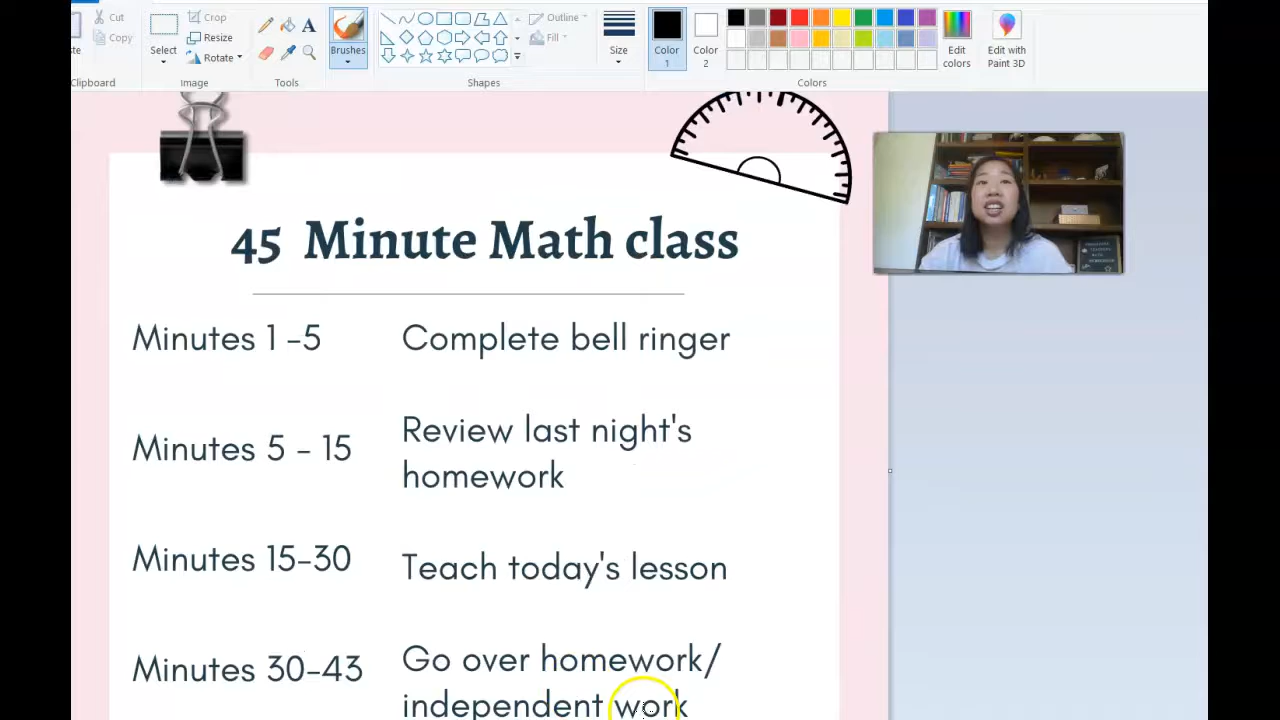 Cut
Copy
Clipboard
Select
Crop
Resize
Rotate
Image
A
Tools
Brushes
Outline
Fill
Shapes
Size
Color
1
Color
2
Colors
Edit
colors
Edit with
Paint 3D
45 Minute Math class
Minutes 1 -5 Complete bell ringer
Minutes 5 - 15 Review last night's
homework
Minutes 15-30 Teach today's lesson
Minutes 30-43 Go over homework/
independent work